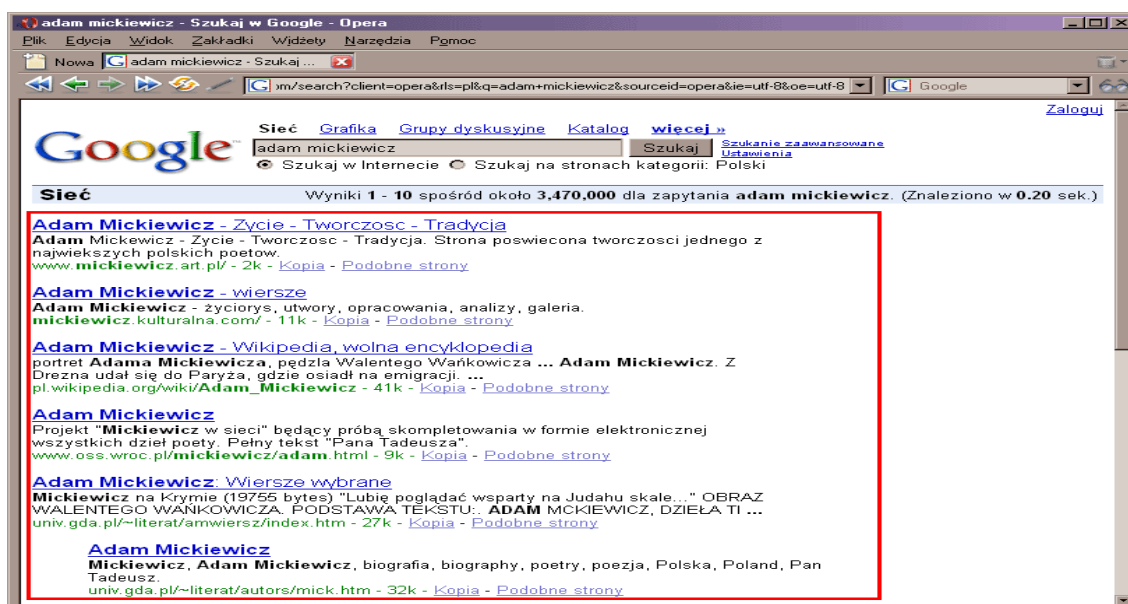 adam mickiewicz - Szukaj w Google - Opera
Plik Edycja Widok Zakładki Widżety Narzędzia Pomoc
Nowa adam mickiewicz - Szukaj ...
om/search?client=opera&rls=pl&q=adam+mickiewicz&sourceid=opera&ie=utf-8&oe=utf-8 Google
Zaloguj
Google™
Sieć Grafika Grupy dyskusyjne Katalog więcej »
adam mickiewicz Szukaj Szukanie zaawansowane
Ustawienia
Szukaj w Internecie Szukaj na stronach kategorii: Polski
Sieć Wyniki 1 - 10 spośród około 3,470,000 dla zapytania adam mickiewicz. (Znaleziono w 0.20 sek.)
Adam Mickiewicz - Zycie - Tworczosc - Tradycja
Adam Mickewicz - Zycie - Tworczosc - Tradycja. Strona poswiecona tworczosci jednego z
najwiekszych polskich poetow.
www.mickiewicz.art.pl/ - 2k - Kopia - Podobne strony
Adam Mickiewicz - wiersze
Adam Mickiewicz - życiorys, utwory, opracowania, analizy, galeria.
mickiewicz.kulturalna.com/ - 11k - Kopia - Podobne strony
Adam Mickiewicz - Wikipedia, wolna encyklopedia
portret Adama Mickiewicza, pędzla Walentego Wańkowicza ... Adam Mickiewicz. Z
Drezna udał się do Paryża, gdzie osiadł na emigracji. ...
pl.wikipedia.org/wiki/Adam_Mickiewicz - 41k - Kopia - Podobne strony
Adam Mickiewicz
Projekt "Mickiewicz w sieci" będący próbą skompletowania w formie elektronicznej
wszystkich dzieł poety. Pełny tekst "Pana Tadeusza".
www.oss.wroc.pl/mickiewicz/adam.html - 9k - Kopia - Podobne strony
Adam Mickiewicz: Wiersze wybrane
Mickiewicz na Krymie (19755 bytes) "Lubię poglądać wsparty na Judahu skale..." OBRAZ
WALENTEGO WAŃKOWICZA. PODSTAWA TEKSTU:. ADAM MCKIEWICZ, DZIEŁA TI ...
univ.gda.pl/~literat/amwiersz/index.htm - 27k - Kopia - Podobne strony
Adam Mickiewicz
Mickiewicz, Adam Mickiewicz, biografia, biography, poetry, poezja, Polska, Poland, Pan
Tadeusz.
univ.gda.pl/~literat/autors/mick.htm - 32k - Kopia - Podobne strony